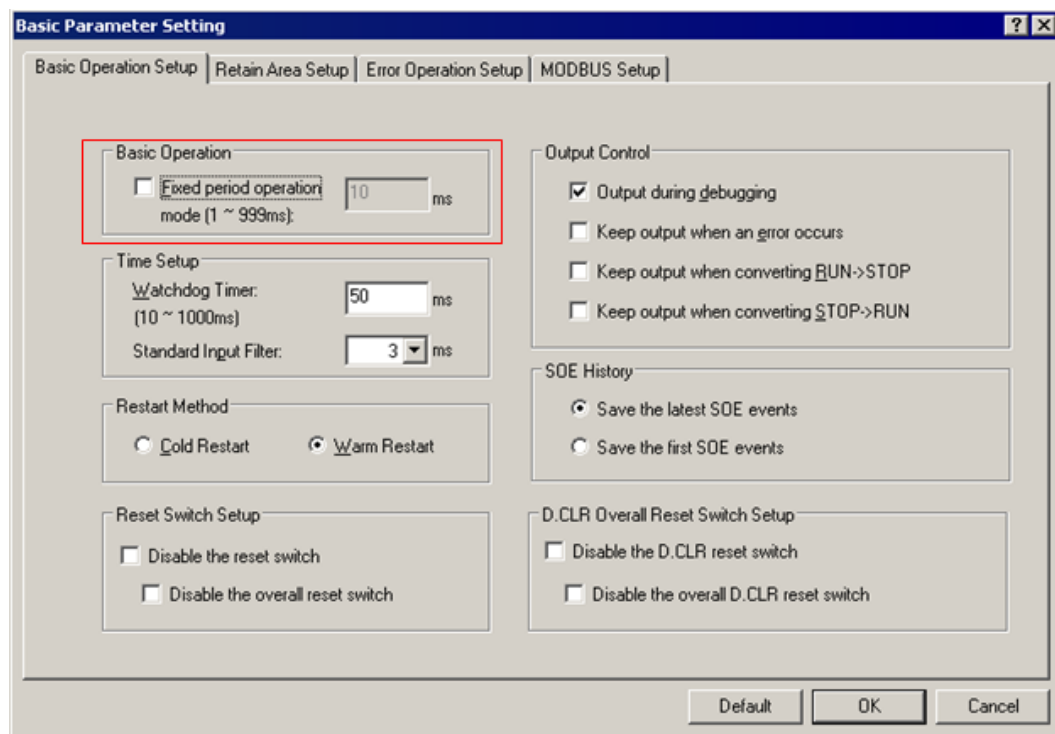 Basic Parameter Setting
Basic Operation Setup Retain Area Setup Error Operation Setup MODBUS Setup
Basic Operation
Fixed period operation
mode (1 ~ 999ms):
10 ms
Time Setup
Watchdog Timer:
(10 ~ 1000ms)
50 ms
Standard Input Filter: 3 ms
Restart Method
Cold Restart Warm Restart
Reset Switch Setup
Disable the reset switch
Disable the overall reset switch
Output Control
Output during debugging
Keep output when an error occurs
Keep output when converting RUN->STOP
Keep output when converting STOP->RUN
SOE History
Save the latest SOE events
Save the first SOE events
D.CLR Overall Reset Switch Setup
Disable the D.CLR reset switch
Disable the overall D.CLR reset switch
Default OK Cancel